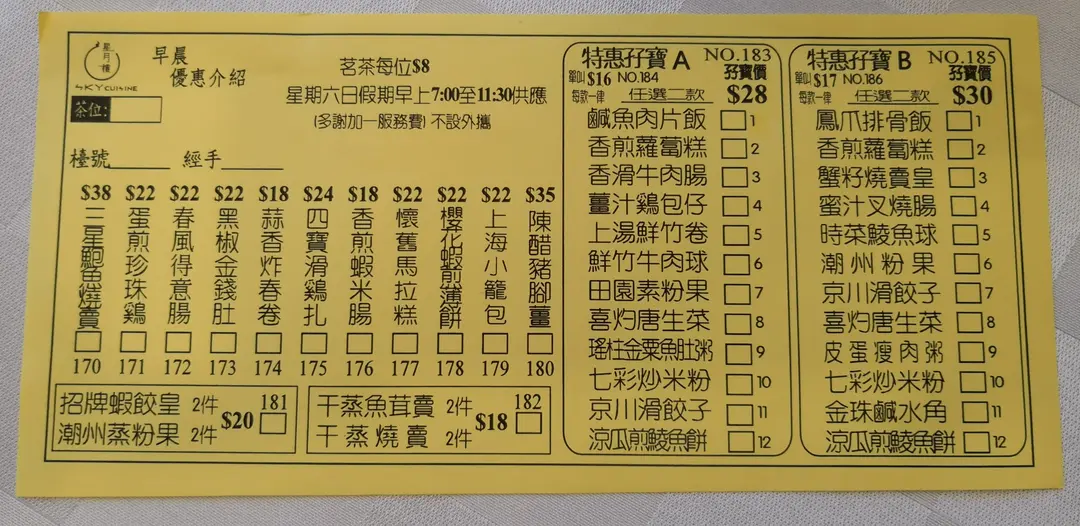 星月樓
SKY CUISINE
早晨
優惠介紹
茶位:
茗茶每位$8
星期六日假期早上7:00至11:30供應
(多謝加一服務費) 不設外攜
檯號 經手
$38 三星鮑魚燒賣 170
$22 蛋煎珍珠鷄 171
$22 春風得意腸 172
$22 黑椒金錢肚 173
$18 蒜香炸春卷 174
$24 四寶滑鷄扎 175
$18 香煎蝦米腸 176
$22 懷舊馬拉糕 177
$22 櫻花蝦煎薄餅 178
$22 上海小籠包 179
$35 陳醋豬腳薑 180
招牌蝦餃皇 2件
潮州蒸粉果 2件
$20
181
干蒸魚茸賣 2件
干蒸燒賣 2件
$18
182
特惠孖寶 A NO.183
單叫$16 NO.184 孖寶價
每款一律 任選二款 $28
鹹魚肉片飯 1
香煎蘿蔔糕 2
香滑牛肉腸 3
薑汁鷄包仔 4
上湯鮮竹卷 5
鮮竹牛肉球 6
田園素粉果 7
喜灼唐生菜 8
瑤柱金粟魚肚粥 9
七彩炒米粉 10
京川滑餃子 11
涼瓜煎鯪魚餅 12
特惠孖寶 B NO.185
單叫$17 NO.186 孖寶價
每款一律 任選二款 $30
鳳爪排骨飯 1
香煎蘿蔔糕 2
蟹籽燒賣皇 3
蜜汁叉燒腸 4
時菜鯪魚球 5
潮州粉果 6
京川滑餃子 7
喜灼唐生菜 8
皮蛋瘦肉粥 9
七彩炒米粉 10
金珠鹹水角 11
涼瓜煎鯪魚餅 12